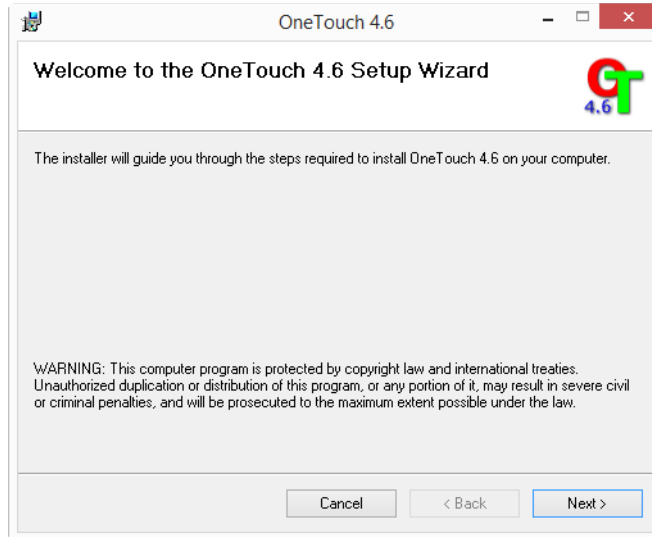 OneTouch 4.6
Welcome to the OneTouch 4.6 Setup Wizard
OT
4.6
The installer will guide you through the steps required to install OneTouch 4.6 on your computer.
WARNING: This computer program is protected by copyright law and international treaties.
Unauthorized duplication or distribution of this program, or any portion of it, may result in severe civil
or criminal penalties, and will be prosecuted to the maximum extent possible under the law.
Cancel
< Back
Next >